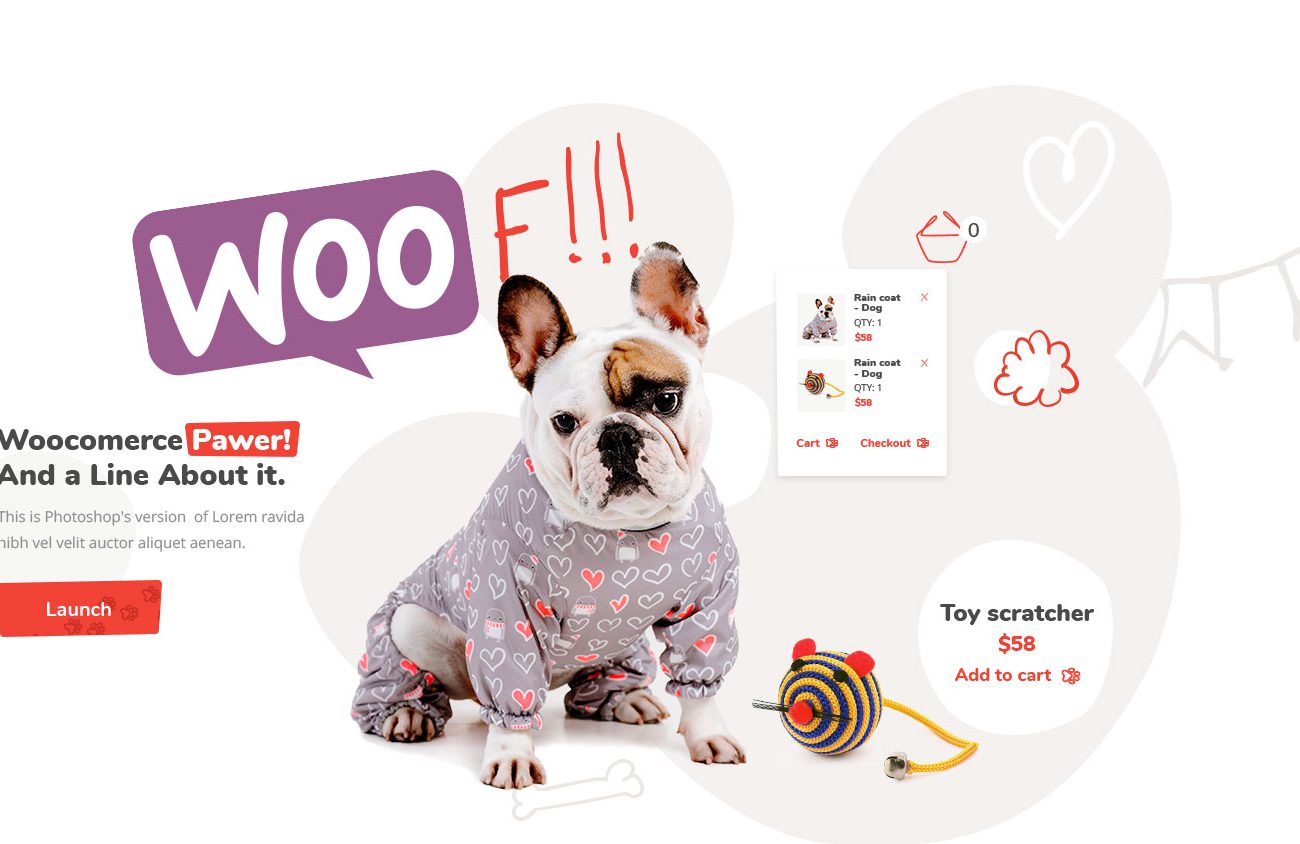 WOO
F!!!
0
Rain coat
- Dog
QTY: 1
$58
X
Rain coat
- Dog
QTY: 1
$58
X
Cart
Checkout
Woocomerce Pawer!
And a Line About it.
This is Photoshop's version of Lorem ravida
nibh vel velit auctor aliquet aenean.
Launch
Toy scratcher
$58
Add to cart